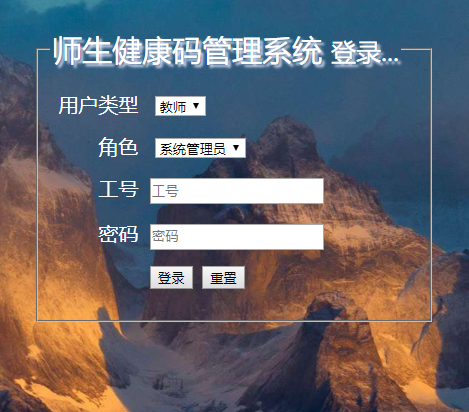 师生健康码管理系统 登录...
用户类型 教师
角色 系统管理员
工号 工号
密码 密码
登录 重置